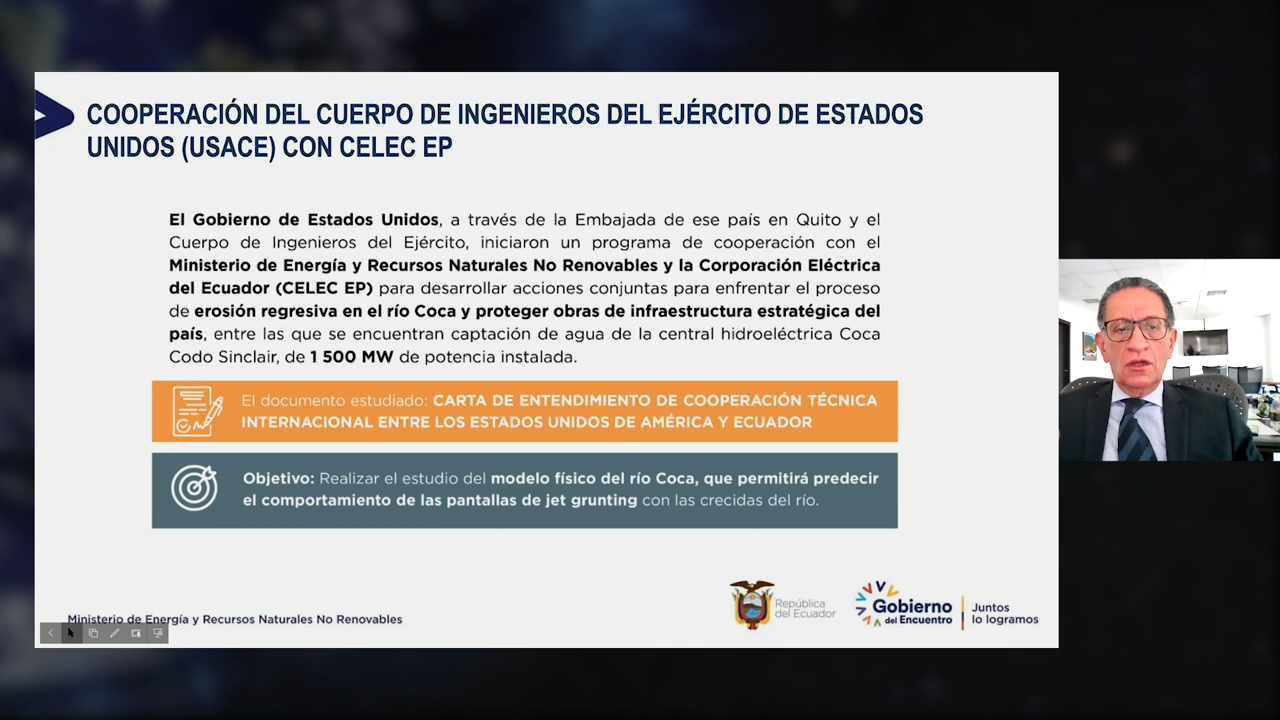 COOPERACIÓN DEL CUERPO DE INGENIEROS DEL EJÉRCITO DE ESTADOS
UNIDOS (USACE) CON CELEC EP
El Gobierno de Estados Unidos, a través de la Embajada de ese país en Quito y el
Cuerpo de Ingenieros del Ejército, iniciaron un programa de cooperación con el
Ministerio de Energía y Recursos Naturales No Renovables y la Corporación Eléctrica
del Ecuador (CELEC EP) para desarrollar acciones conjuntas para enfrentar el proceso
de erosión regresiva en el río Coca y proteger obras de infraestructura estratégica del
país, entre las que se encuentran captación de agua de la central hidroeléctrica Coca
Codo Sinclair, de 1 500 MW de potencia instalada.
El documento estudiado: CARTA DE ENTENDIMIENTO DE COOPERACIÓN TÉCNICA
INTERNACIONAL ENTRE LOS ESTADOS UNIDOS DE AMÉRICA Y ECUADOR
Objetivo: Realizar el estudio del modelo físico del río Coca, que permitirá predecir
el comportamiento de las pantallas de jet grunting con las crecidas del río.
Ministerio de Energía y Recursos Naturales No Renovables
República
del Ecuador
Gobierno
del Encuentro
Juntos
lo logramos